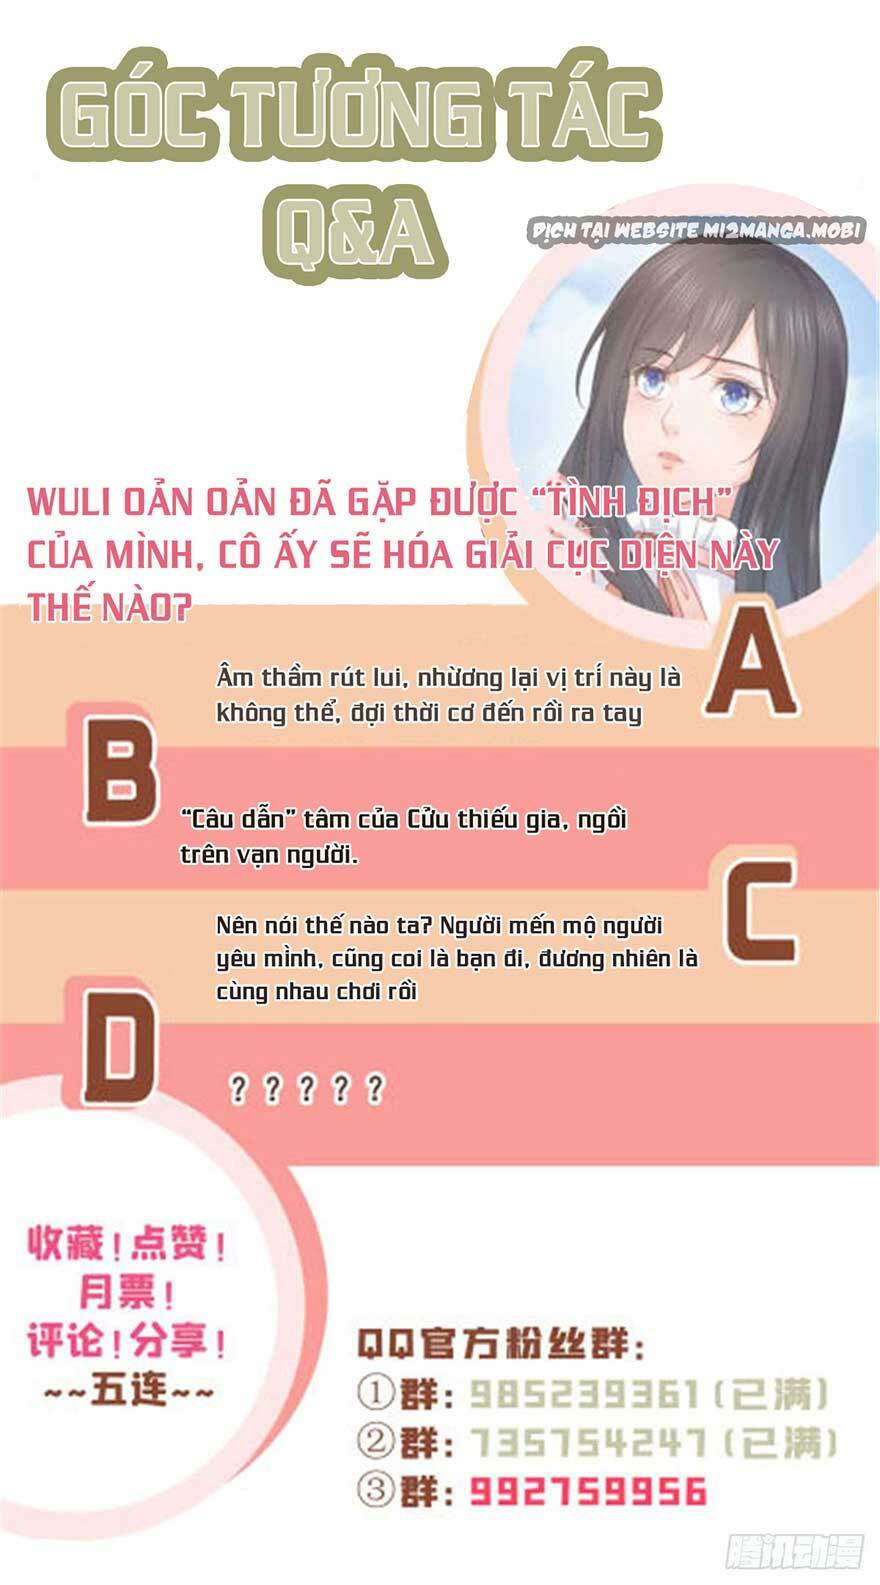 GÓC TƯƠNG TÁC
Q&A
DỊCH TẠI WEBSITE MI2MANGA.MOBI
WULI OẢN OẢN ĐÃ GẶP ĐƯỢC "TÌNH ĐỊCH"
CỦA MÌNH, CÔ ẤY SẼ HÓA GIẢI CỤC DIỆN NÀY
THẾ NÀO?
A
Âm thầm rút lui, nhường lại vị trí này là
không thể, đợi thời cơ đến rồi ra tay
B
"Câu dẫn" tâm của Cửu thiếu gia, ngồi
trên vạn người.
C
Nên nói thế nào ta? Người mến mộ người
yêu mình, cũng coi là bạn đi, đương nhiên là
cùng nhau chơi rồi
D
? ? ? ? ?
收藏！点赞！
月票！
评论！分享！
~~五连~~
QQ官方粉丝群：
①群：985239361（已满）
②群：735754247（已满）
③群：992759956
腾讯动漫